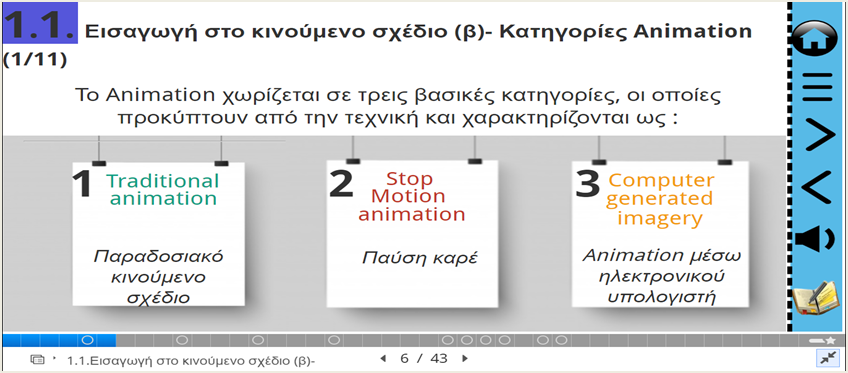 1.1. Εισαγωγή στο κινούμενο σχέδιο (β)- Κατηγορίες Animation
(1/11)
Το Animation χωρίζεται σε τρεις βασικές κατηγορίες, οι οποίες
προκύπτουν από την τεχνική και χαρακτηρίζονται ως :
1 Traditional
animation
Παραδοσιακό
κινούμενο
σχέδιο
2 Stop
Motion
animation
Παύση καρέ
3 Computer
generated
imagery
Animation μέσω
ηλεκτρονικού
υπολογιστή
1.1.Εισαγωγή στο κινούμενο σχέδιο (β)-
6 / 43